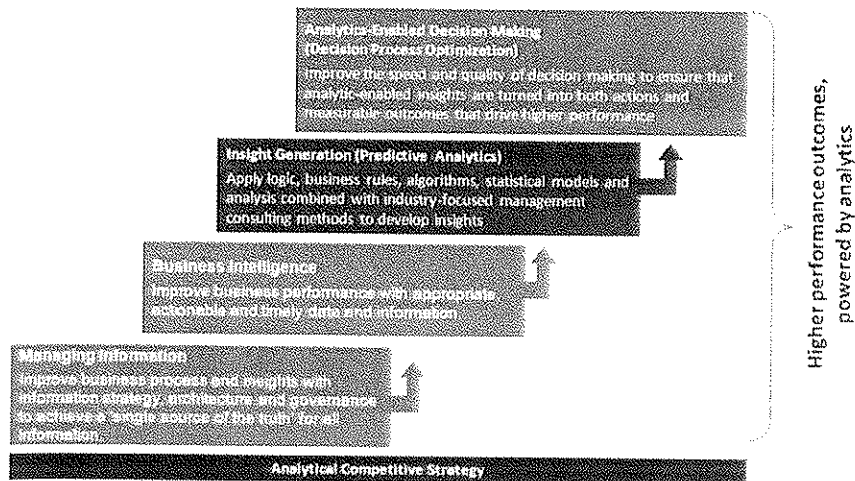 Analytics-Enabled Decision Making
(Decision Process Optimization)
Improve the speed and quality of decision making to ensure that
analytic-enabled insights are turned into both actions and
measurable outcomes that drive higher performance
Insight Generation (Predictive Analytics)
Apply logic, business rules, algorithms, statistical models and
analysis combined with industry-focused management
consulting methods to develop insights
Business Intelligence
Improve business performance with appropriate,
actionable and timely data and information
Managing Information
Improve business process and insights with
information strategy, architecture and governance
to achieve a 'single source of the truth' for all
information.
Analytical Competitive Strategy
Higher performance outcomes,
powered by analytics